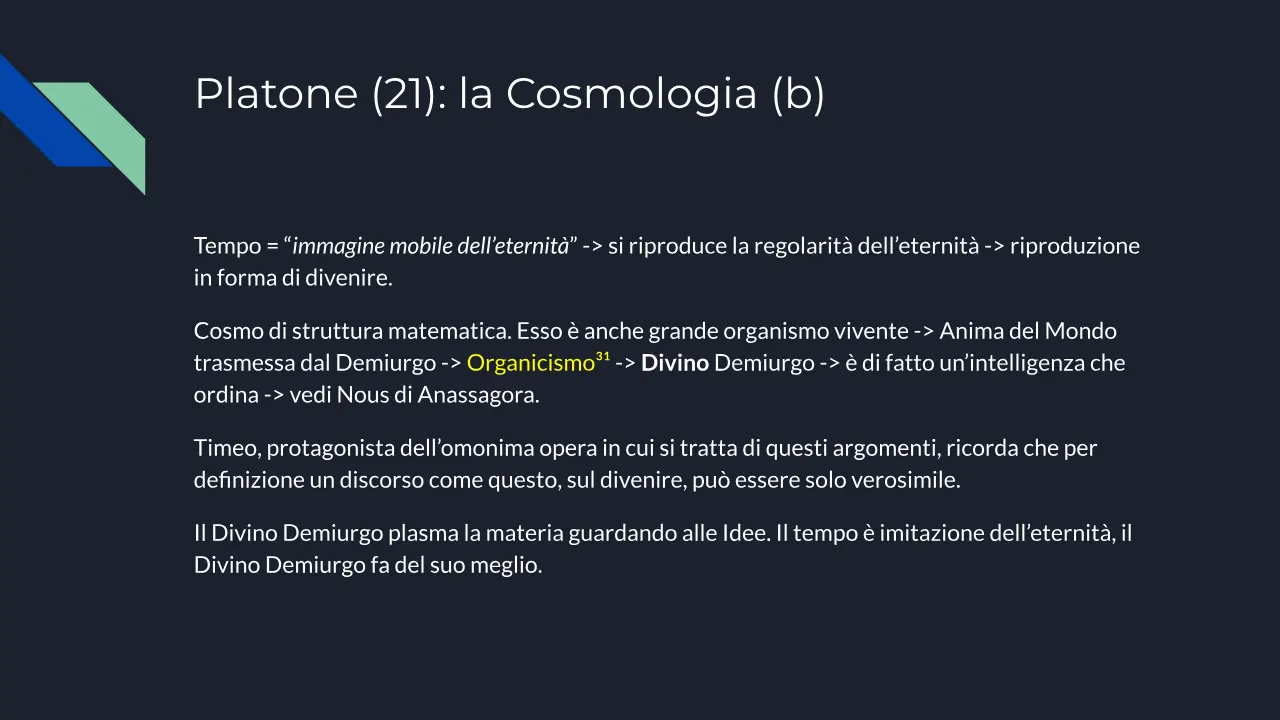 Platone (21): la Cosmologia (b)
Tempo = “immagine mobile dell’eternità” -> si riproduce la regolarità dell’eternità -> riproduzione
in forma di divenire.
Cosmo di struttura matematica. Esso è anche grande organismo vivente -> Anima del Mondo
trasmessa dal Demiurgo -> Organicismo³¹ -> Divino Demiurgo -> è di fatto un’intelligenza che
ordina -> vedi Nous di Anassagora.
Timeo, protagonista dell’omonima opera in cui si tratta di questi argomenti, ricorda che per
definizione un discorso come questo, sul divenire, può essere solo verosimile.
Il Divino Demiurgo plasma la materia guardando alle Idee. Il tempo è imitazione dell’eternità, il
Divino Demiurgo fa del suo meglio.